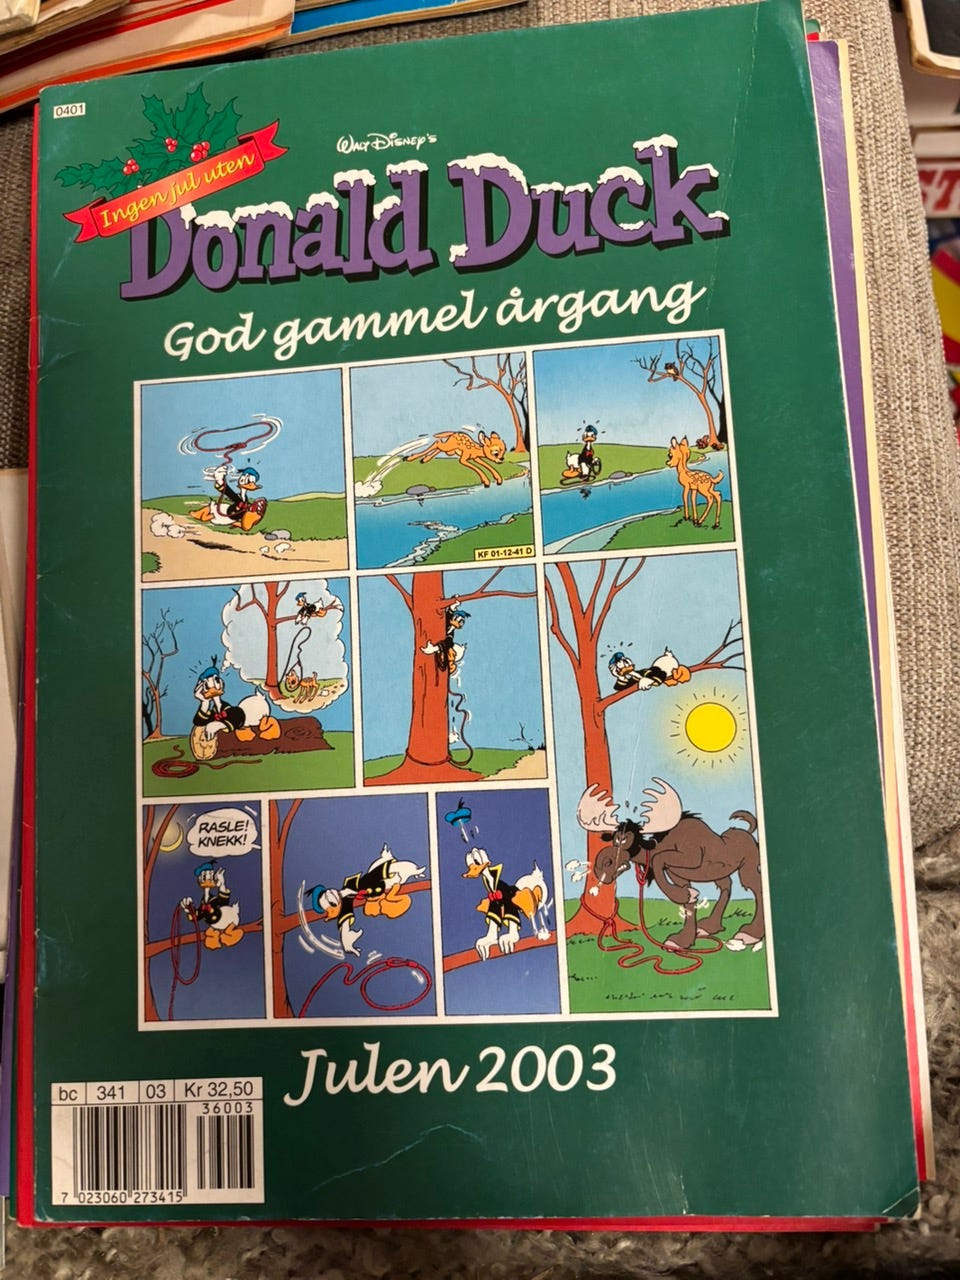 0401
Ingen jul uten
WALT DISNEY'S
Donald Duck
God gammel årgang
KF 01-12-41 D
RASLE!
KNEKK!
Julen 2003
bc 341 03 Kr 32,50
36003
7 023060 273415